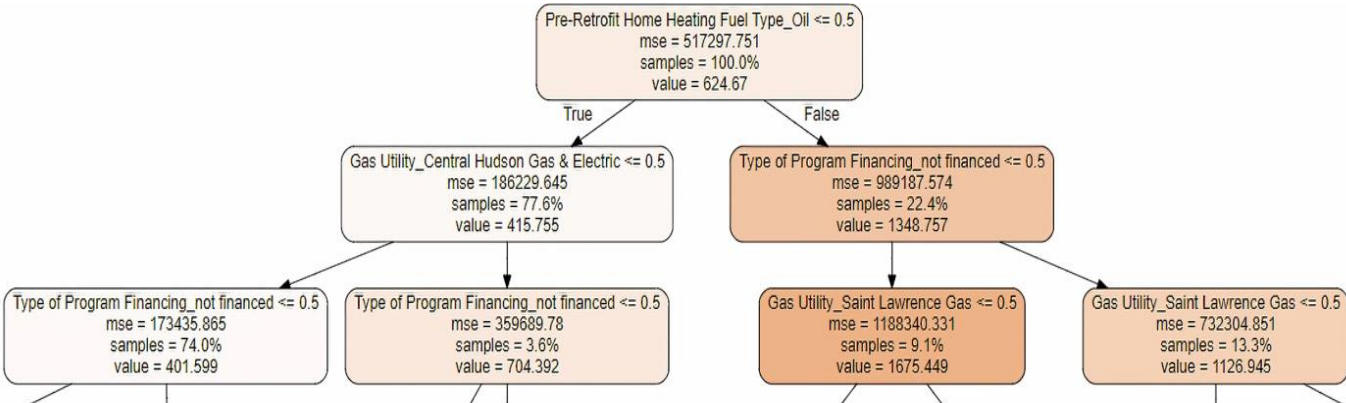 Pre-Retrofit Home Heating Fuel Type_Oil <= 0.5
mse = 517297.751
samples = 100.0%
value = 624.67
True
False
Gas Utility_Central Hudson Gas & Electric <= 0.5
mse = 186229.645
samples = 77.6%
value = 415.755
Type of Program Financing_not financed <= 0.5
mse = 989187.574
samples = 22.4%
value = 1348.757
Type of Program Financing_not financed <= 0.5
mse = 173435.865
samples = 74.0%
value = 401.599
Type of Program Financing_not financed <= 0.5
mse = 359689.78
samples = 3.6%
value = 704.392
Gas Utility_Saint Lawrence Gas <= 0.5
mse = 1188340.331
samples = 9.1%
value = 1675.449
Gas Utility_Saint Lawrence Gas <= 0.5
mse = 732304.851
samples = 13.3%
value = 1126.945